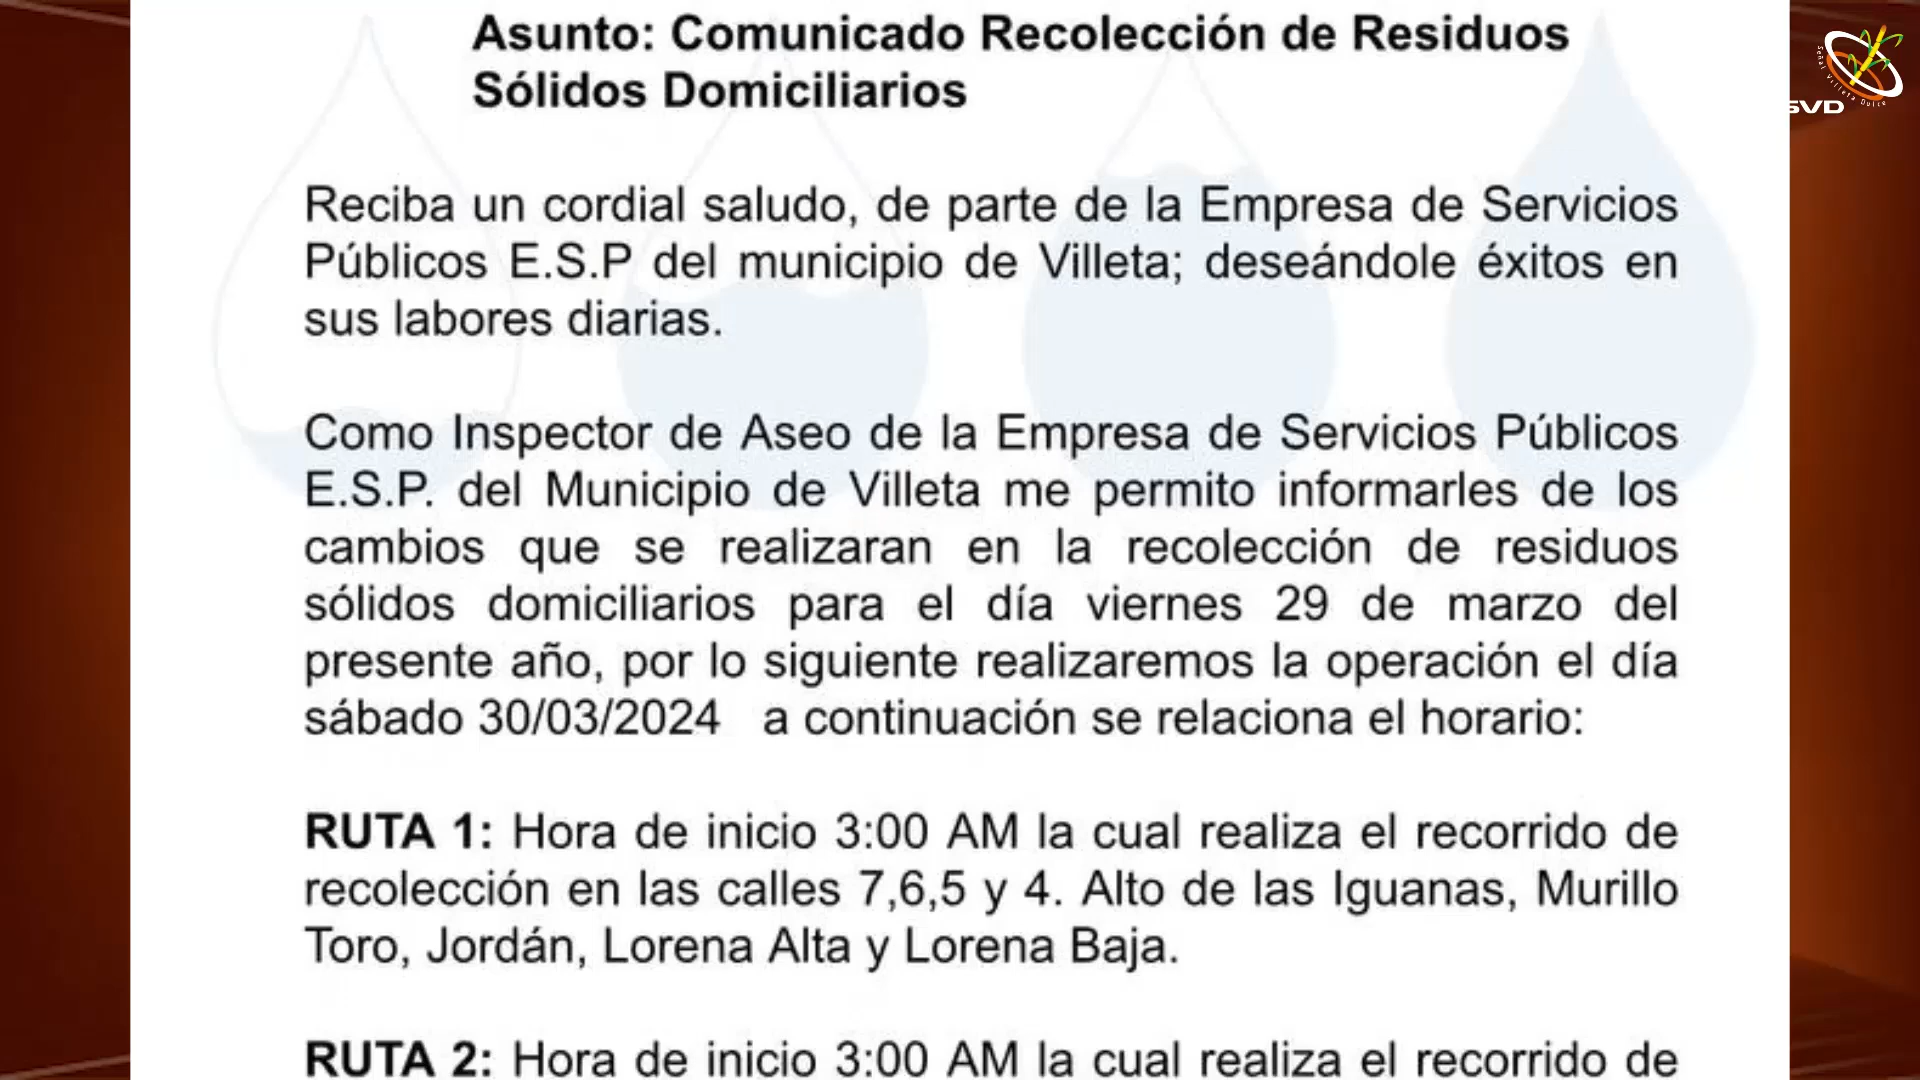 Asunto: Comunicado Recolección de Residuos
Sólidos Domiciliarios
Reciba un cordial saludo, de parte de la Empresa de Servicios
Públicos E.S.P del municipio de Villeta; deseándole éxitos en
sus labores diarias.
Como Inspector de Aseo de la Empresa de Servicios Públicos
E.S.P. del Municipio de Villeta me permito informarles de los
cambios que se realizaran en la recolección de residuos
sólidos domiciliarios para el día viernes 29 de marzo del
presente año, por lo siguiente realizaremos la operación el día
sábado 30/03/2024 a continuación se relaciona el horario:
RUTA 1: Hora de inicio 3:00 AM la cual realiza el recorrido de
recolección en las calles 7,6,5 y 4. Alto de las Iguanas, Murillo
Toro, Jordán, Lorena Alta y Lorena Baja.
RUTA 2: Hora de inicio 3:00 AM la cual realiza el recorrido de
Señal Villeta Dulce
SVD